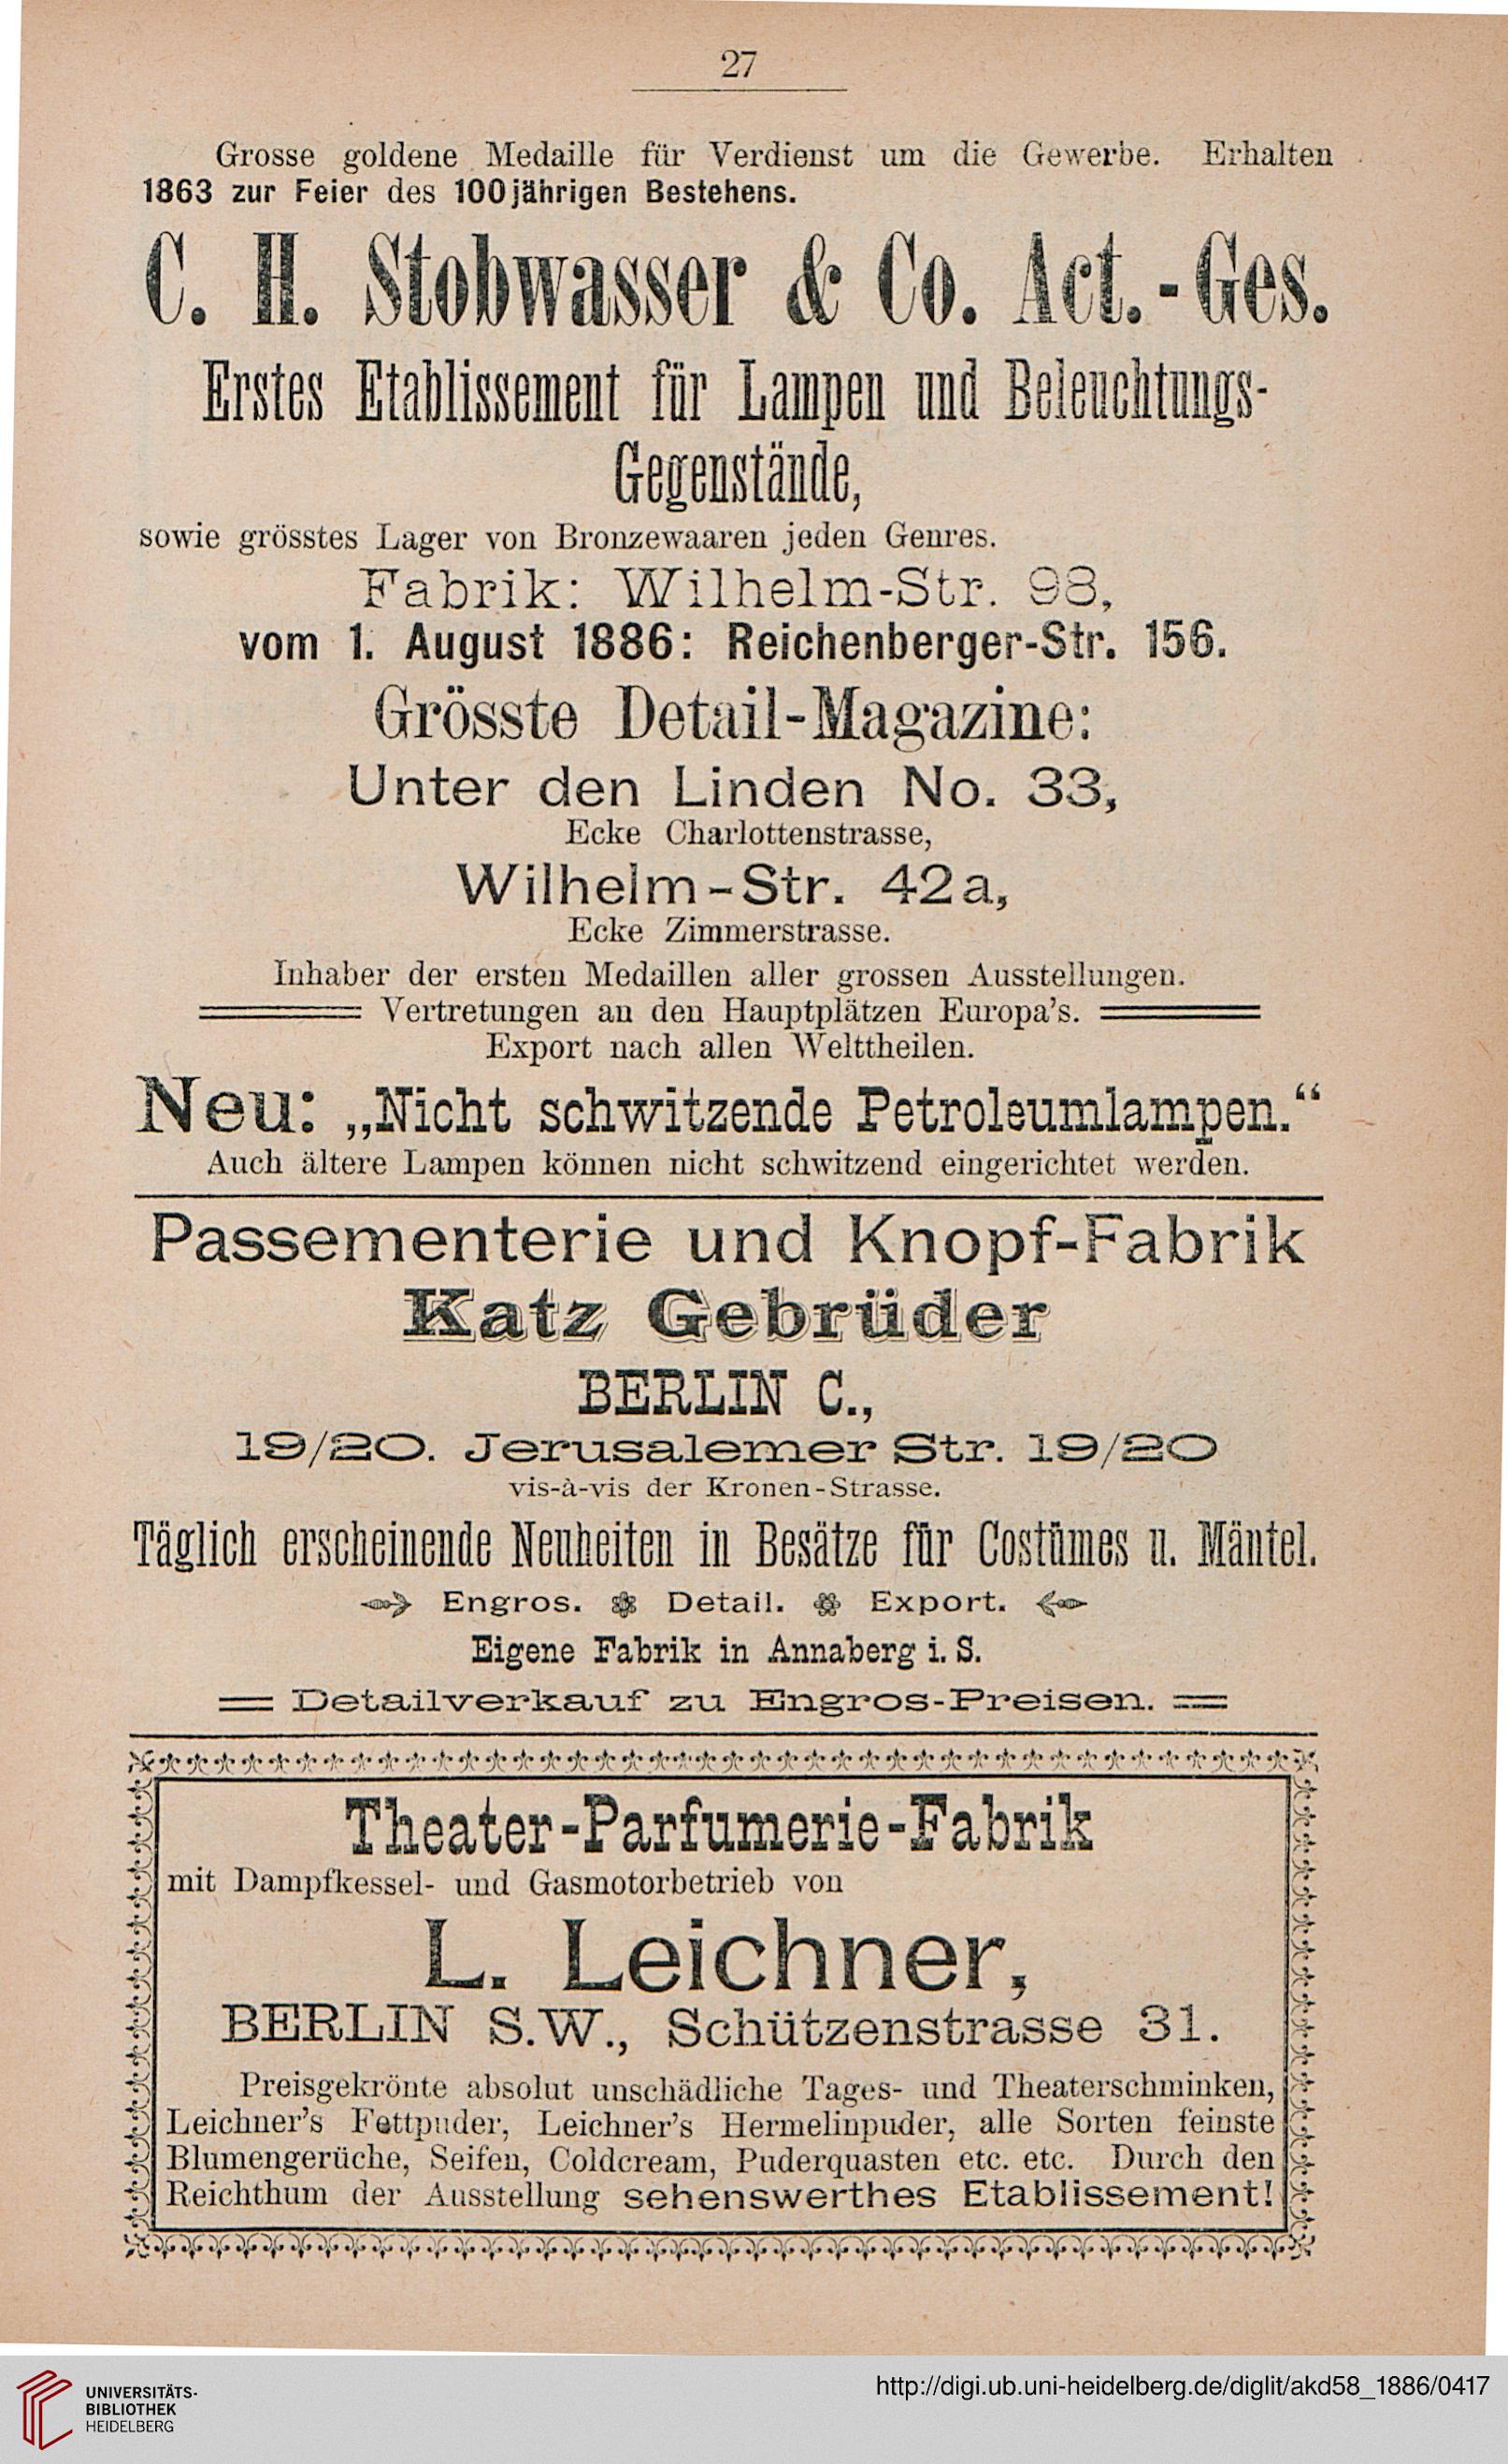 27
Grosse goldene Medaille für Verdienst um die Gewerbe. Erhalten
1863 zur Feier des 100jährigen Bestehens.
C. H. Stobwasser & Co. Act.-Ges.
Erstes Etablissement für Lampen und Beleuchtungs-
Gegenstände,
sowie grösstes Lager von Bronzewaaren jeden Genres.
Fabrik: Wilhelm-Str. 98,
vom 1. August 1886: Reichenberger-Str. 156.
Grösste Detail-Magazine:
Unter den Linden No. 33,
Ecke Charlottenstrasse,
Wilhelm-Str. 42a,
Ecke Zimmerstrasse.
Inhaber der ersten Medaillen aller grossen Ausstellungen.
Vertretungen an den Hauptplätzen Europa's.
Export nach allen Welttheilen.
Neu: „Nicht schwitzende Petroleumlampen.“
Auch ältere Lampen können nicht schwitzend eingerichtet werden.
Passementerie und Knopf-Fabrik
Katz Gebrüder
BERLIN C.,
19/20. Jerusalemer Str. 19/20
vis-à-vis der Kronen-Strasse.
Täglich erscheinende Neuheiten in Besätze für Costümes u. Mäntel.
Engros. Detail. Export.
Eigene Fabrik in Annaberg i. S.
Detailverkauf zu Engros-Preisen.
Theater-Parfumerie-Fabrik
mit Dampfkessel- und Gasmotorbetrieb von
L. Leichner,
BERLIN S.W., Schützenstrasse 31.
Preisgekrönte absolut unschädliche Tages- und Theaterschminken,
Leichner's Fettpuder, Leichner's Hermelinpuder, alle Sorten feinste
Blumengerüche, Seifen, Coldcream, Puderquasten etc. etc. Durch den
Reichthum der Ausstellung sehenswerthes Etablissement!
UNIVERSITÄTS-
BIBLIOTHEK
HEIDELBERG
http://digi.ub.uni-heidelberg.de/diglit/akd58_1886/0417